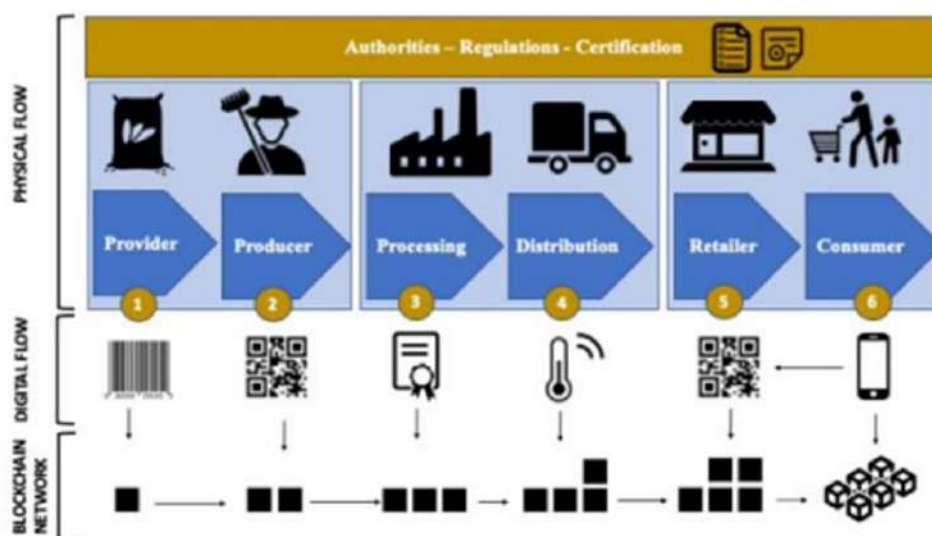 Authorities – Regulations - Certification
PHYSICAL FLOW
Provider
Producer
Processing
Distribution
Retailer
Consumer
1
2
3
4
5
6
DIGITAL FLOW
BLOCKCHAIN
NETWORK